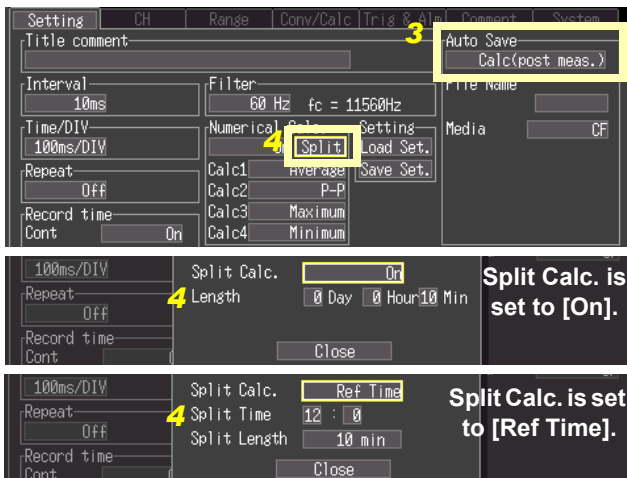 Setting CH Range Conv/Calc Trig & Alm Comment System
3
Title comment
Auto Save
Calc(post meas.)
Interval
10ms
Filter
60 Hz fc = 11560Hz
File Name
Time/DIV
100ms/DIV
Numerical Calc
4
Split
Setting
Load Set.
Save Set.
Media CF
Repeat
Off
Calc1 Average
Calc2 P-P
Calc3 Maximum
Calc4 Minimum
Record time
Cont On
100ms/DIV
Repeat
Off
Record time
Cont
Split Calc. On
4 Length 0 Day 0 Hour 10 Min
Close
Split Calc. is
set to [On].
100ms/DIV
Repeat
Off
Record time
Cont
Split Calc. Ref Time
4 Split Time 12 : 0
Split Length 10 min
Close
Split Calc. is set
to [Ref Time].